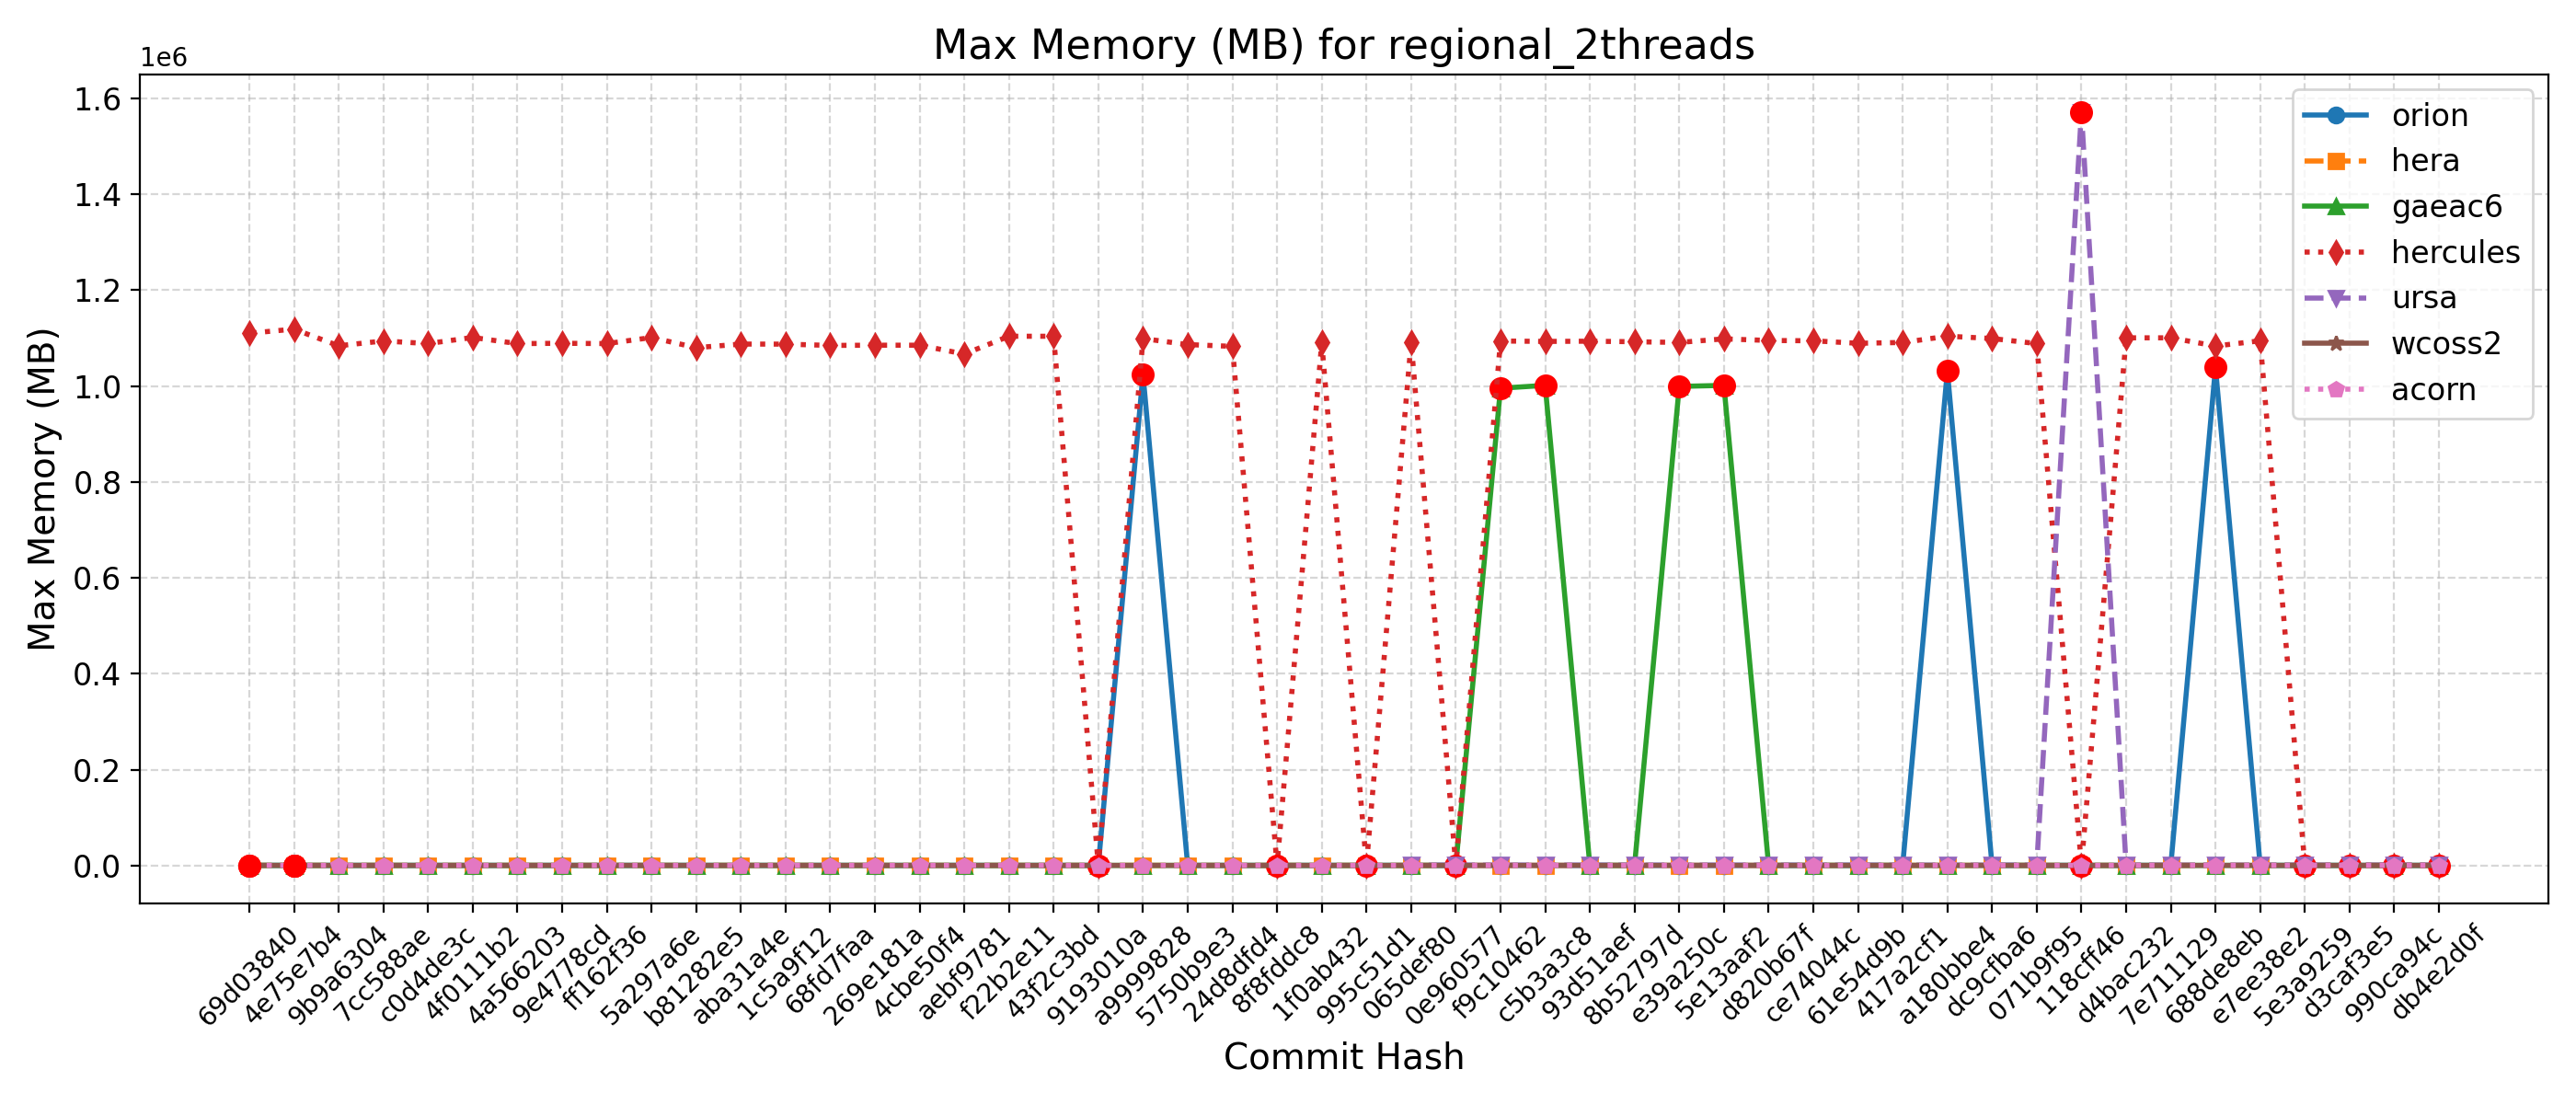 Max Memory (MB) for regional_2threads
1e6
1.6
1.4
1.2
1.0
0.8
0.6
0.4
0.2
0.0
Max Memory (MB)
orion
hera
gaeac6
hercules
ursa
wcoss2
acorn
69d03840
4e75e7b4
9b9a6304
7cc588ae
c0d4de3c
4f0111b2
4a566203
9e4778cd
ff162f36
5a297a6e
b81282e5
aba31a4e
1c5a9f12
68fd7faa
269e181a
4cbe50f4
aebf9781
f22b2e11
43f2c3bd
9193010a
a9999828
5750b9e3
24d8dfd4
8f8fddc8
1f0ab432
995c51d1
065def80
0e960577
f9c10462
c5b3a3c8
93d51aef
8b52797d
e39a250c
5e13aaf2
d820b67f
ce74044c
61e54d9b
417a2cf1
a180bbe4
dc9cfba6
071b9f95
118cff46
d4bac232
7e711129
688de8eb
e7ee38e2
5e3a9259
d3caf3e5
990ca94c
db4e2d0f
Commit Hash